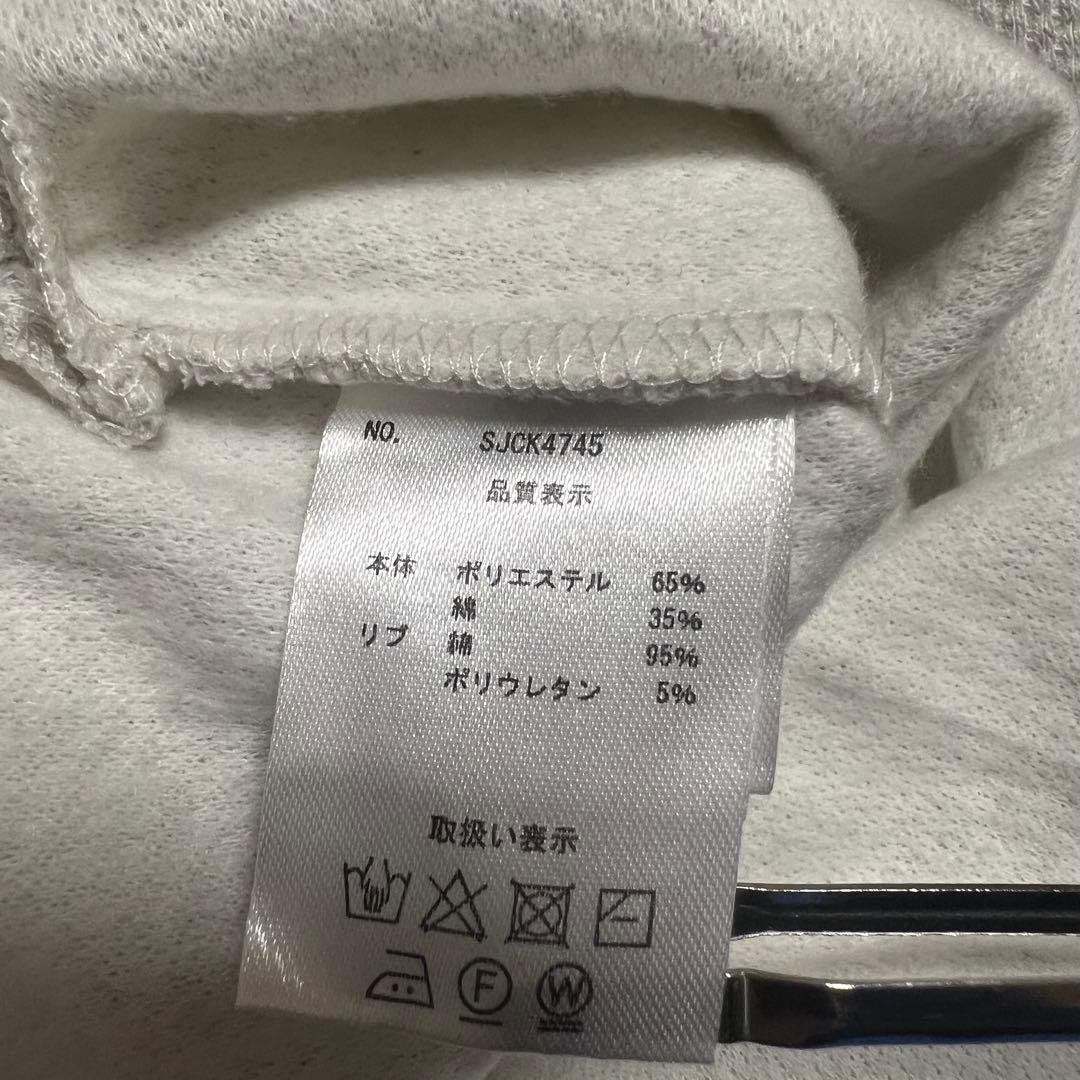 NO. SJCK4745
品質表示
本体 ポリエステル 65%
綿 35%
リブ 綿 95%
ポリウレタン 5%
取扱い表示
F W